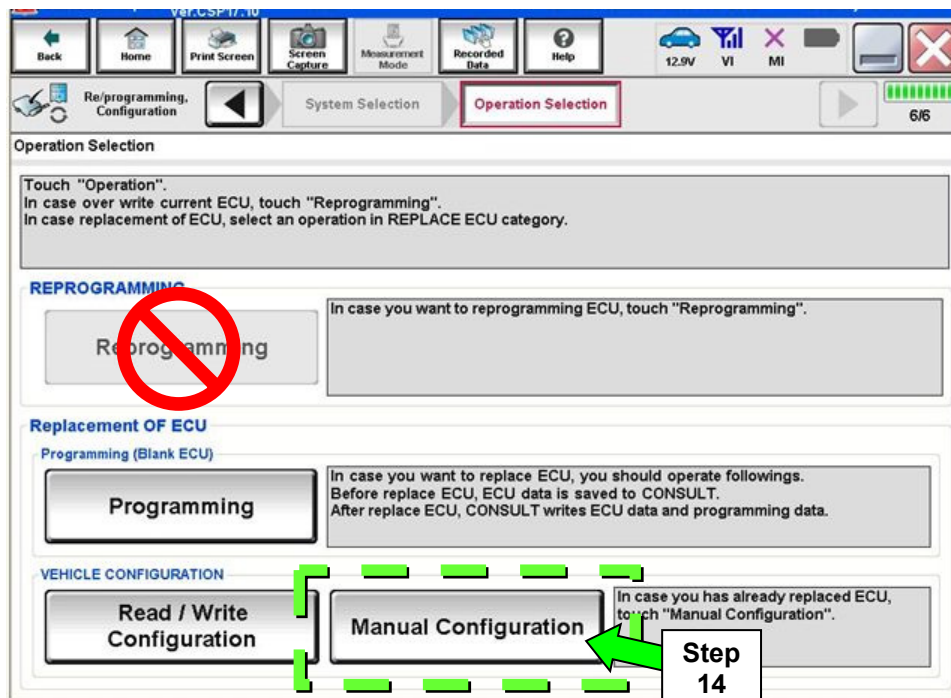 Ver.CSP17.10
Back
Home
Print Screen
Screen
Capture
Measurement
Mode
Recorded
Data
Help
12.9V
VI
MI
Re/programming,
Configuration
System Selection
Operation Selection
6/6
Operation Selection
Touch "Operation".
In case over write current ECU, touch "Reprogramming".
In case replacement of ECU, select an operation in REPLACE ECU category.
REPROGRAMMING
Reprogramming
In case you want to reprogramming ECU, touch "Reprogramming".
Replacement OF ECU
Programming (Blank ECU)
Programming
In case you want to replace ECU, you should operate followings.
Before replace ECU, ECU data is saved to CONSULT.
After replace ECU, CONSULT writes ECU data and programming data.
VEHICLE CONFIGURATION
Read / Write
Configuration
Manual Configuration
In case you has already replaced ECU,
touch "Manual Configuration".
Step
14